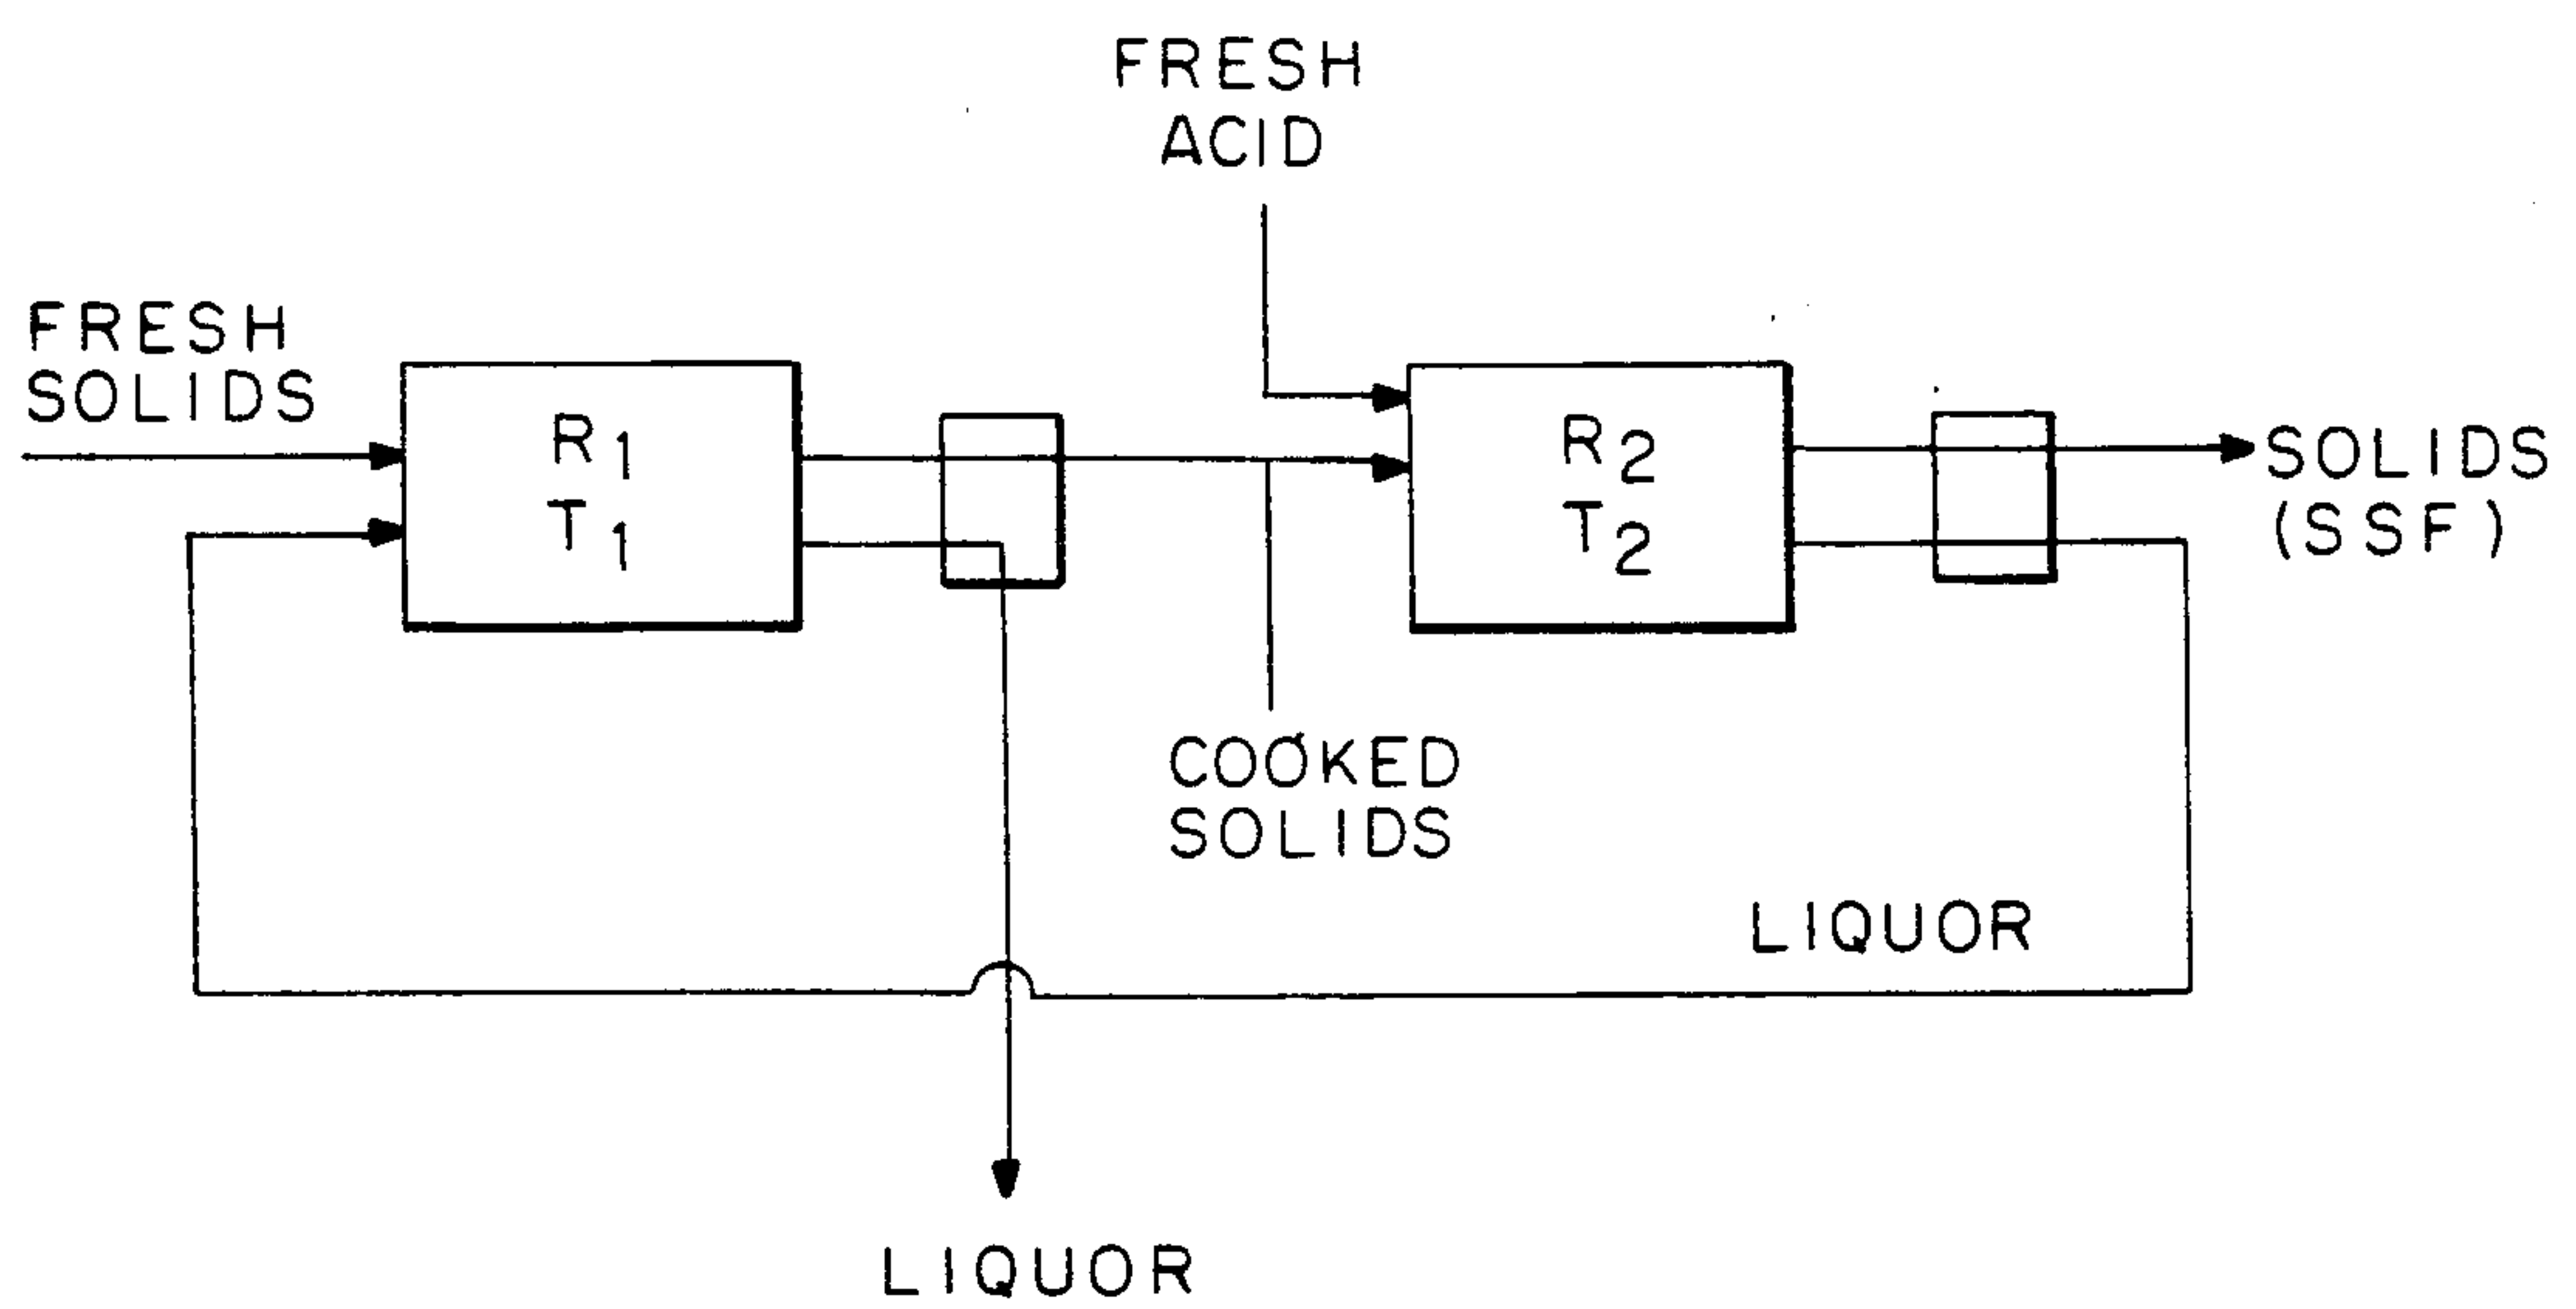 FRESH
ACID
FRESH
SOLIDS
R1
T1
R2
T2
SOLIDS
(SSF)
COOKED
SOLIDS
LIQUOR
LIQUOR